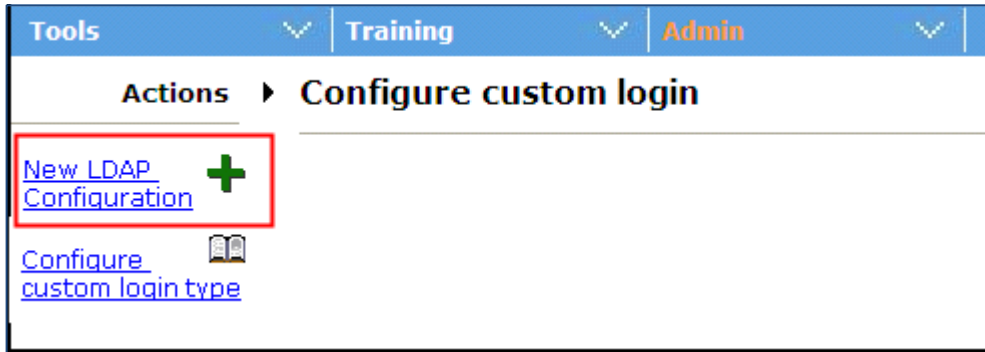 Tools Training Admin
Actions Configure custom login
New LDAP
Configuration
Configure
custom login type